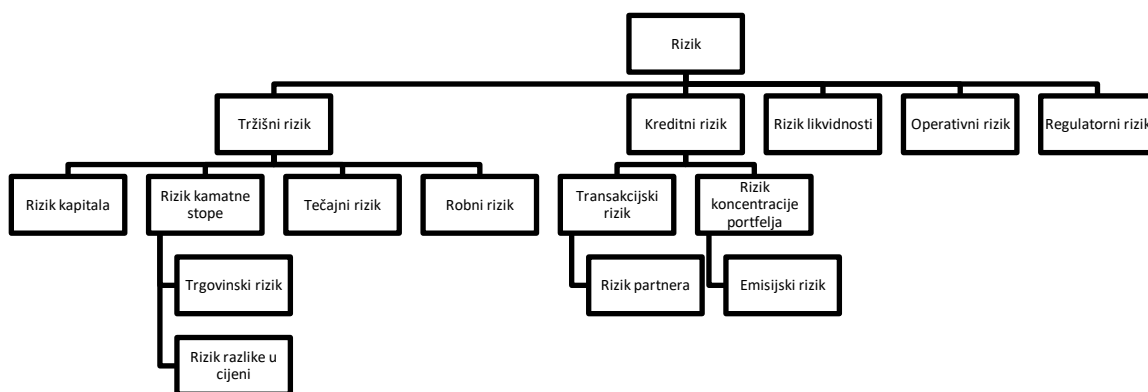 Rizik
Tržišni rizik
Kreditni rizik
Rizik likvidnosti
Operativni rizik
Regulatorni rizik
Rizik kapitala
Rizik kamatne
stope
Tečajni rizik
Robni rizik
Transakcijski
rizik
Rizik
koncentracije
portfelja
Trgovinski rizik
Rizik partnera
Emisijski rizik
Rizik razlike u
cijeni